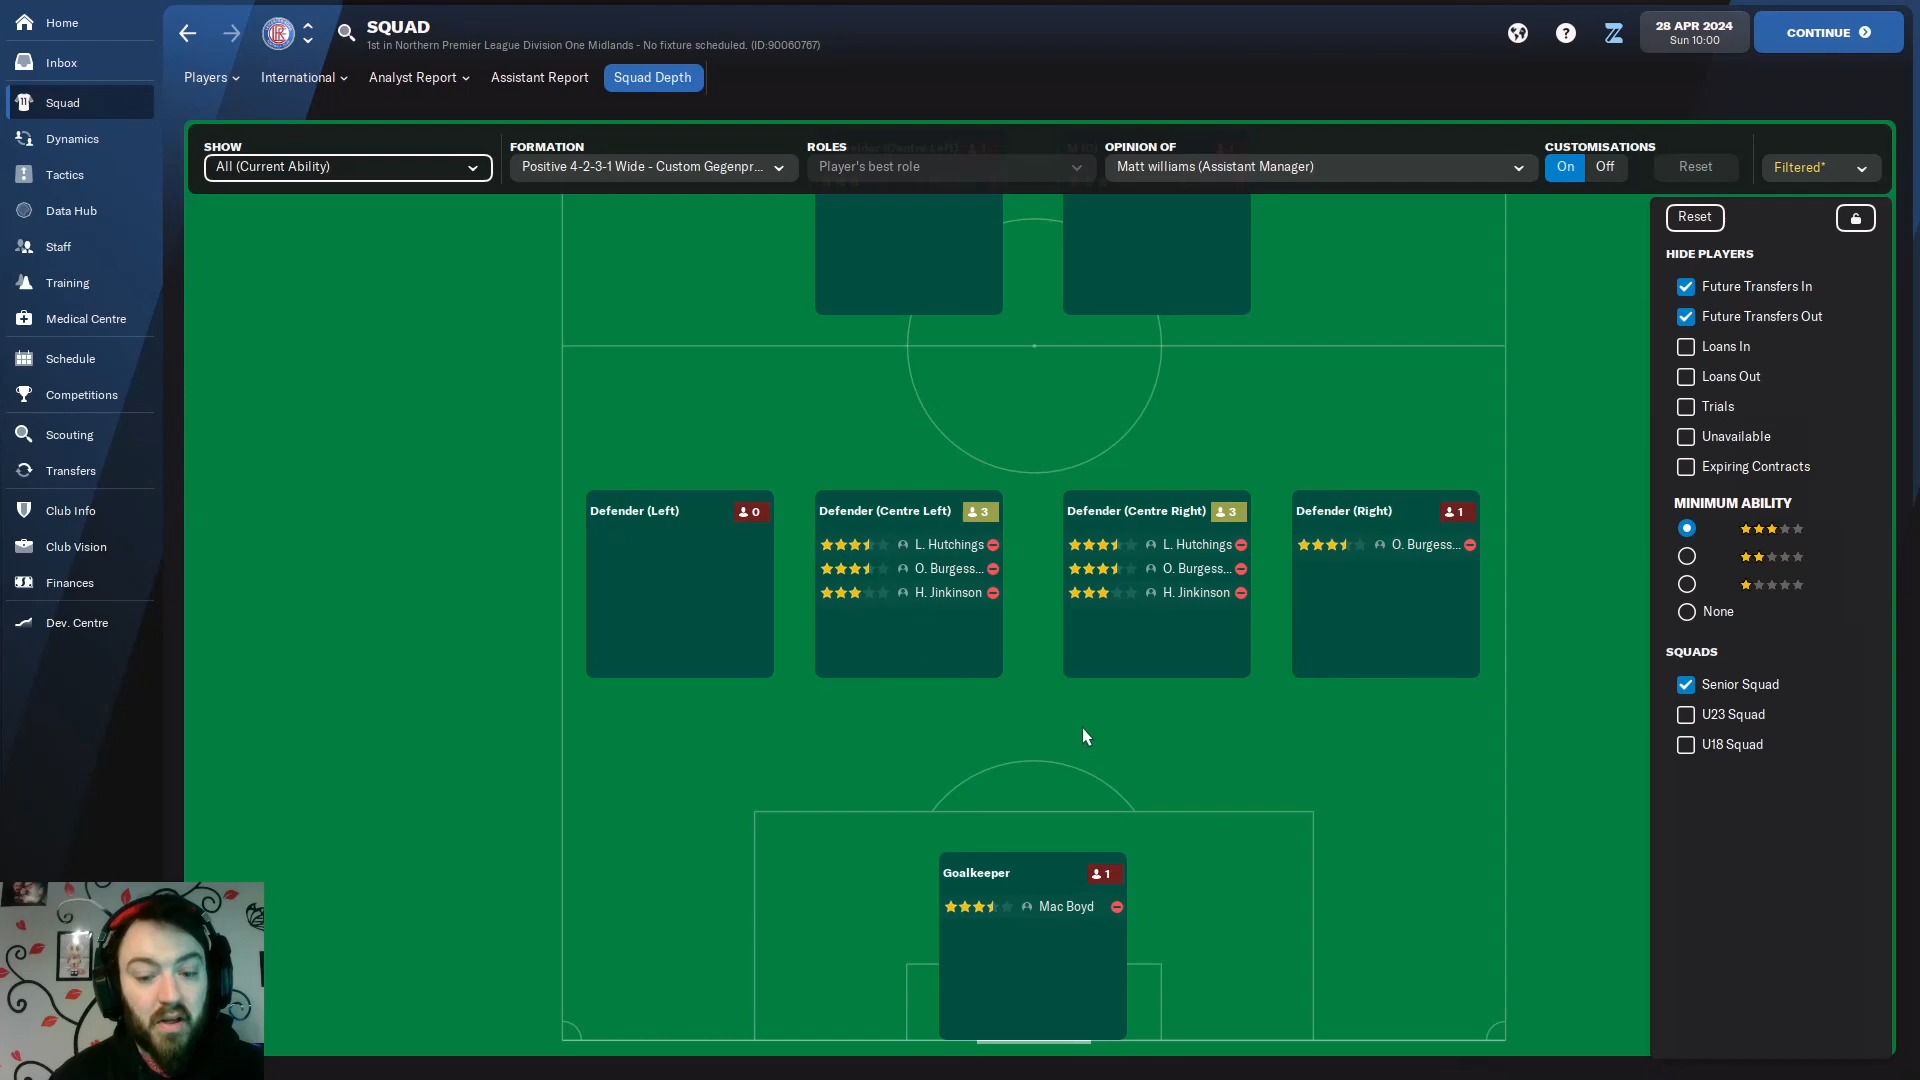 Home
Inbox
Squad
Dynamics
Tactics
Data Hub
Staff
Training
Medical Centre
Schedule
Competitions
Scouting
Transfers
Club Info
Club Vision
Finances
Dev. Centre
SQUAD
1st in Northern Premier League Division One Midlands - No fixture scheduled. (ID:90060767)
28 APR 2024
Sun 10:00
CONTINUE
Players
International
Analyst Report
Assistant Report
Squad Depth
SHOW
All (Current Ability)
FORMATION
Positive 4-2-3-1 Wide - Custom Gegenpr...
ROLES
Player's best role
OPINION OF
Matt williams (Assistant Manager)
CUSTOMISATIONS
On Off Reset
Filtered*
Defender (Left) 0
Defender (Centre Left) 3
L. Hutchings
O. Burgess...
H. Jinkinson
Defender (Centre Right) 3
L. Hutchings
O. Burgess...
H. Jinkinson
Defender (Right) 1
O. Burgess...
Goalkeeper 1
Mac Boyd
Reset
HIDE PLAYERS
Future Transfers In
Future Transfers Out
Loans In
Loans Out
Trials
Unavailable
Expiring Contracts
MINIMUM ABILITY
None
SQUADS
Senior Squad
U23 Squad
U18 Squad